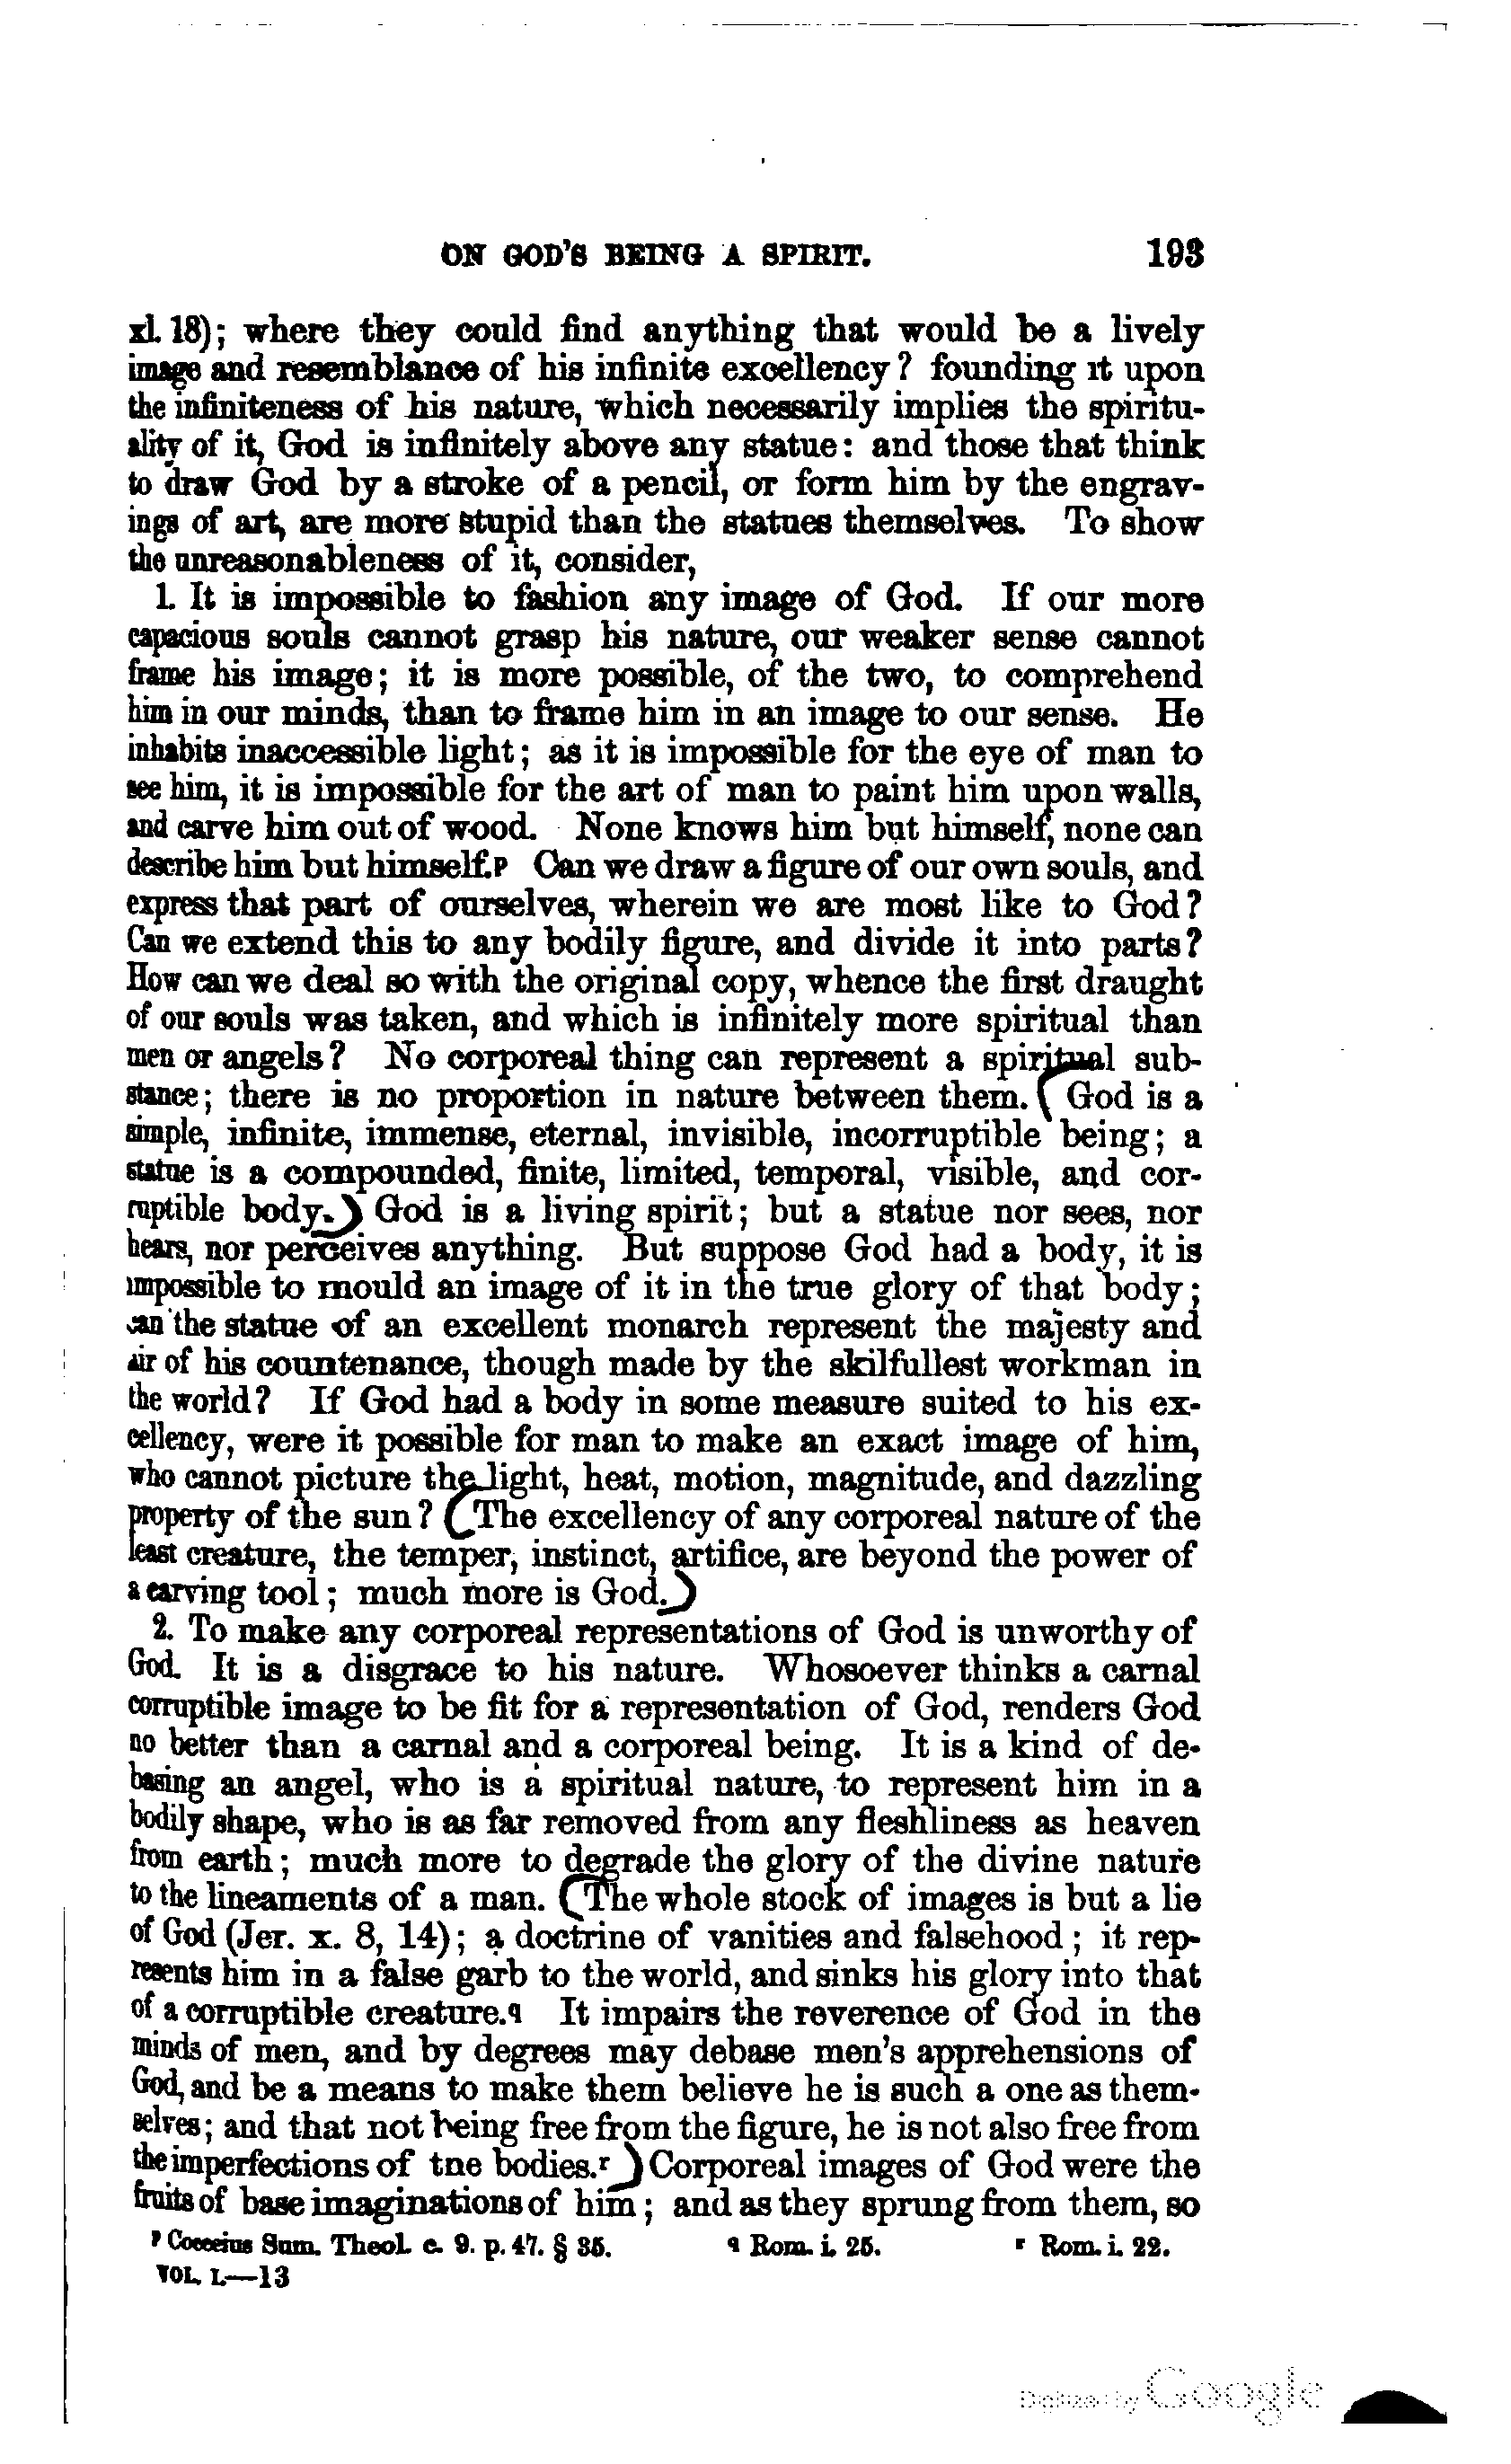 ON GOD'S BEING A SPIRIT. 193
xl. 18); where they could find anything that would be a lively
image and resemblance of his infinite excellency? founding it upon
the infiniteness of his nature, which necessarily implies the spiritu-
ality of it, God is infinitely above any statue: and those that think
to draw God by a stroke of a pencil, or form him by the engrav-
ings of art, are more stupid than the statues themselves. To show
the unreasonableness of it, consider,
1. It is impossible to fashion any image of God. If our more
capacious souls cannot grasp his nature, our weaker sense cannot
frame his image; it is more possible, of the two, to comprehend
him in our minds, than to frame him in an image to our sense. He
inhabits inaccessible light; as it is impossible for the eye of man to
see him, it is impossible for the art of man to paint him upon walls,
and carve him out of wood. None knows him but himself, none can
describe him but himself.p Can we draw a figure of our own souls, and
express that part of ourselves, wherein we are most like to God?
Can we extend this to any bodily figure, and divide it into parts?
How can we deal so with the original copy, whence the first draught
of our souls was taken, and which is infinitely more spiritual than
men or angels? No corporeal thing can represent a spiritual sub-
stance; there is no proportion in nature between them. (God is a
simple, infinite, immense, eternal, invisible, incorruptible being; a
statue is a compounded, finite, limited, temporal, visible, and cor-
ruptible body.) God is a living spirit; but a statue nor sees, nor
hears, nor perceives anything. But suppose God had a body, it is
impossible to mould an image of it in the true glory of that body;
can the statue of an excellent monarch represent the majesty and
air of his countenance, though made by the skilfullest workman in
the world? If God had a body in some measure suited to his ex-
cellency, were it possible for man to make an exact image of him,
who cannot picture the light, heat, motion, magnitude, and dazzling
property of the sun? (The excellency of any corporeal nature of the
least creature, the temper, instinct, artifice, are beyond the power of
a carving tool; much more is God.)
2. To make any corporeal representations of God is unworthy of
God. It is a disgrace to his nature. Whosoever thinks a carnal
corruptible image to be fit for a representation of God, renders God
no better than a carnal and a corporeal being. It is a kind of de-
basing an angel, who is a spiritual nature, to represent him in a
bodily shape, who is as far removed from any fleshliness as heaven
from earth; much more to degrade the glory of the divine nature
to the lineaments of a man. (The whole stock of images is but a lie
of God (Jer. x. 8, 14); a doctrine of vanities and falsehood; it rep-
resents him in a false garb to the world, and sinks his glory into that
of a corruptible creature.q It impairs the reverence of God in the
minds of men, and by degrees may debase men's apprehensions of
God, and be a means to make them believe he is such a one as them-
selves; and that not being free from the figure, he is not also free from
the imperfections of tne bodies.r) Corporeal images of God were the
fruits of base imaginations of him; and as they sprung from them, so
p Cocceius Sum. Theol. c. 9. p. 47. § 35. q Rom. i. 25. r Rom. i. 22.
VOL. I.—13
Digitized by Google